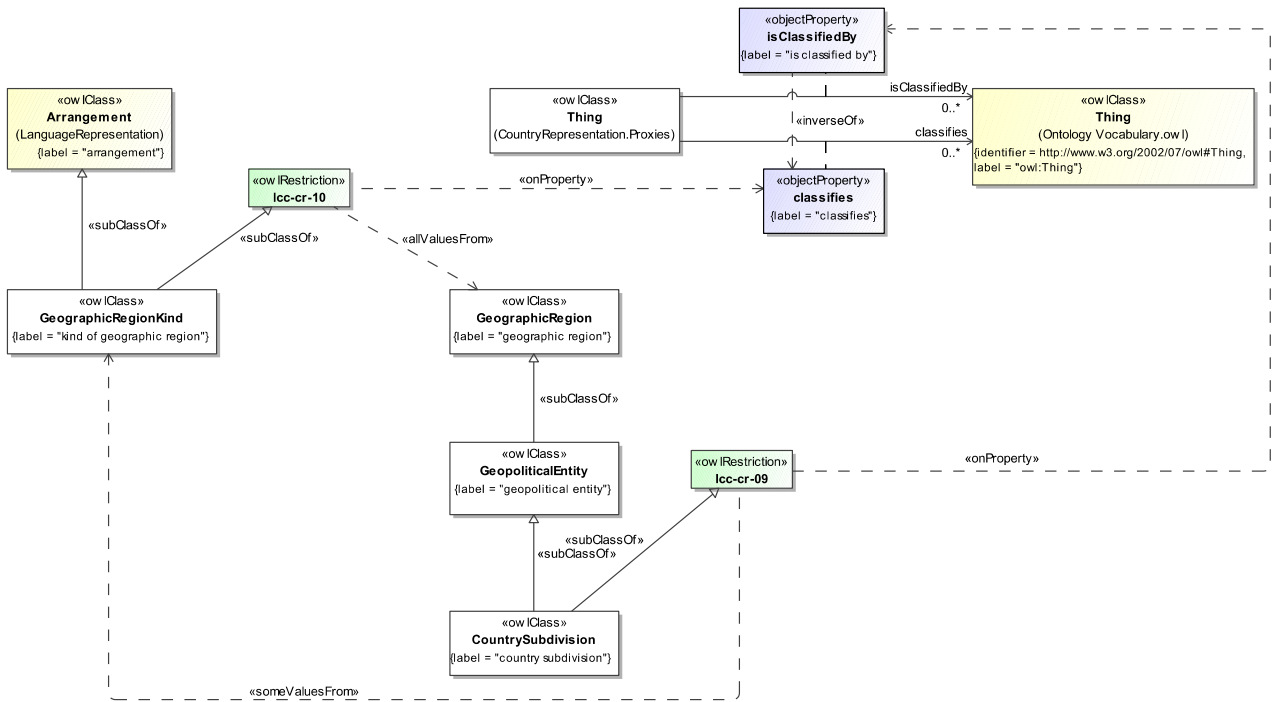 «objectProperty»
isClassifiedBy
{label = "is classified by"}
«owlClass»
Arrangement
(LanguageRepresentation)
{label = "arrangement"}
«owlClass»
Thing
(CountryRepresentation.Proxies)
isClassifiedBy
0..*
«inverseOf»
classifies
0..*
«owlClass»
Thing
(Ontology Vocabulary.owl)
{identifier = http://www.w3.org/2002/07/owl#Thing,
label = "owl:Thing"}
«owlRestriction»
lcc-cr-10
«onProperty»
«objectProperty»
classifies
{label = "classifies"}
«subClassOf»
«subClassOf»
«allValuesFrom»
«owlClass»
GeographicRegionKind
{label = "kind of geographic region"}
«owlClass»
GeographicRegion
{label = "geographic region"}
«subClassOf»
«owlClass»
GeopoliticalEntity
{label = "geopolitical entity"}
«owlRestriction»
lcc-cr-09
«onProperty»
«subClassOf»
«subClassOf»
«owlClass»
CountrySubdivision
{label = "country subdivision"}
«someValuesFrom»